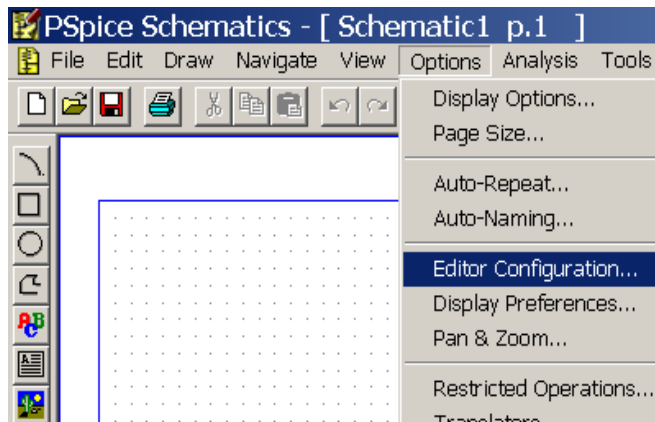 PSpice Schematics - [ Schematic1 p.1 ]
File Edit Draw Navigate View Options Analysis Tools
Display Options...
Page Size...
Auto-Repeat...
Auto-Naming...
Editor Configuration...
Display Preferences...
Pan & Zoom...
Restricted Operations...